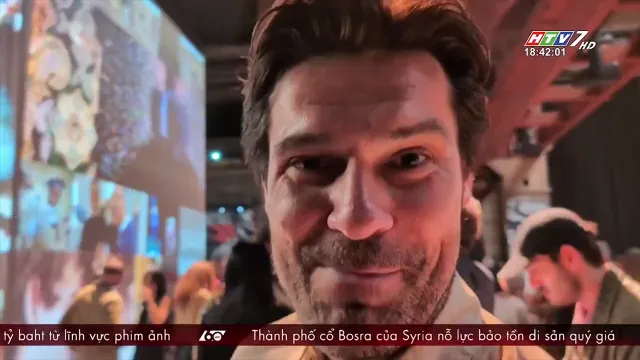 HTV7 HD
18:42:01
tỷ baht từ lĩnh vực phim ảnh 60 Thành phố cổ Bosra của Syria nỗ lực bảo tồn di sản quý giá